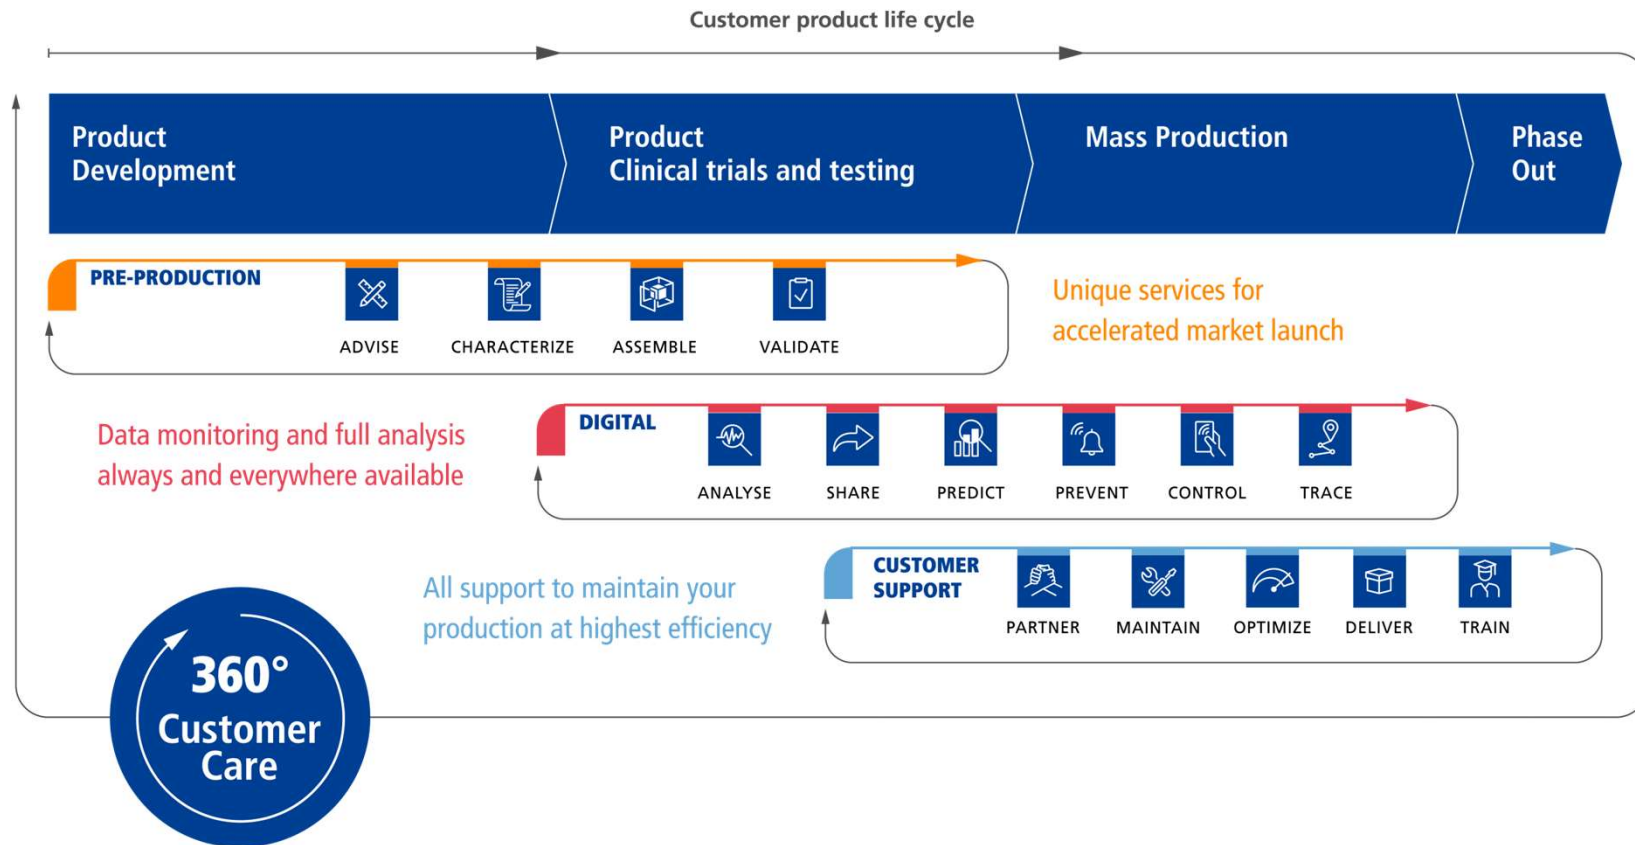 Customer product life cycle
Product
Development
Product
Clinical trials and testing
Mass Production
Phase
Out
PRE-PRODUCTION
ADVISE
CHARACTERIZE
ASSEMBLE
VALIDATE
Unique services for
accelerated market launch
Data monitoring and full analysis
always and everywhere available
DIGITAL
ANALYSE
SHARE
PREDICT
PREVENT
CONTROL
TRACE
All support to maintain your
production at highest efficiency
CUSTOMER
SUPPORT
PARTNER
MAINTAIN
OPTIMIZE
DELIVER
TRAIN
360°
Customer
Care